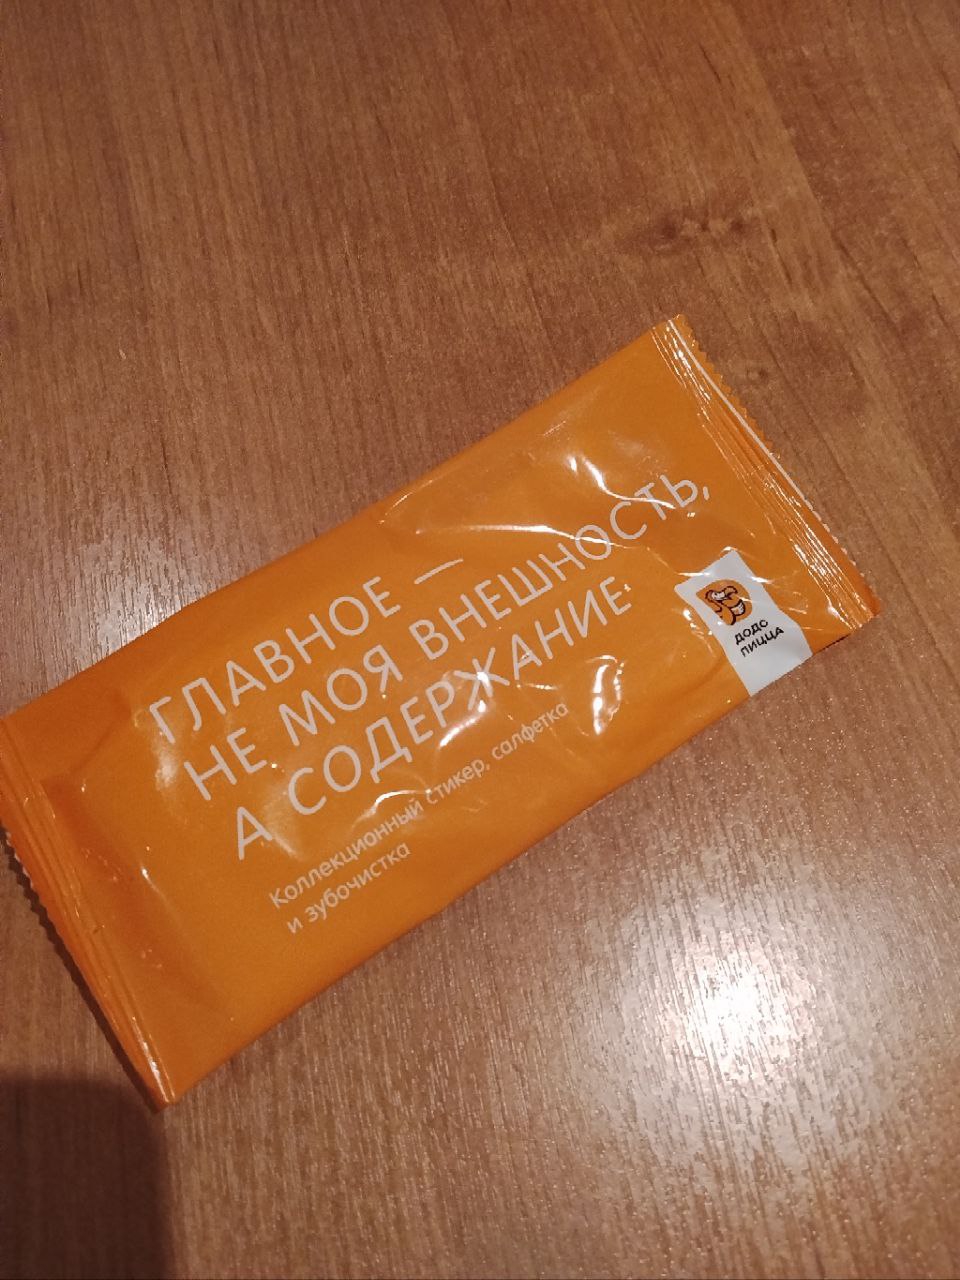 ГЛАВНОЕ —
НЕ МОЯ ВНЕШНОСТЬ,
А СОДЕРЖАНИЕ
Коллекционный стикер, салфетка
и зубочистка
ДОДО
ПИЦЦА